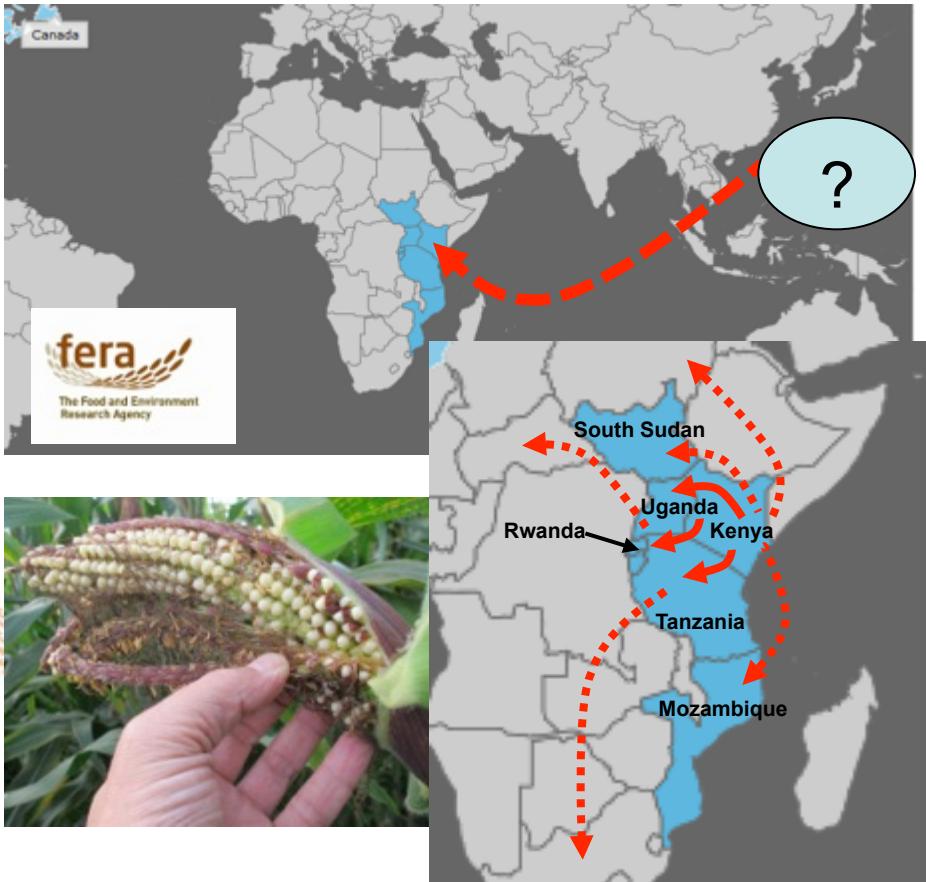 Canada
?
fera
The Food and Environment
Research Agency
South Sudan
Uganda
Rwanda
Kenya
Tanzania
Mozambique